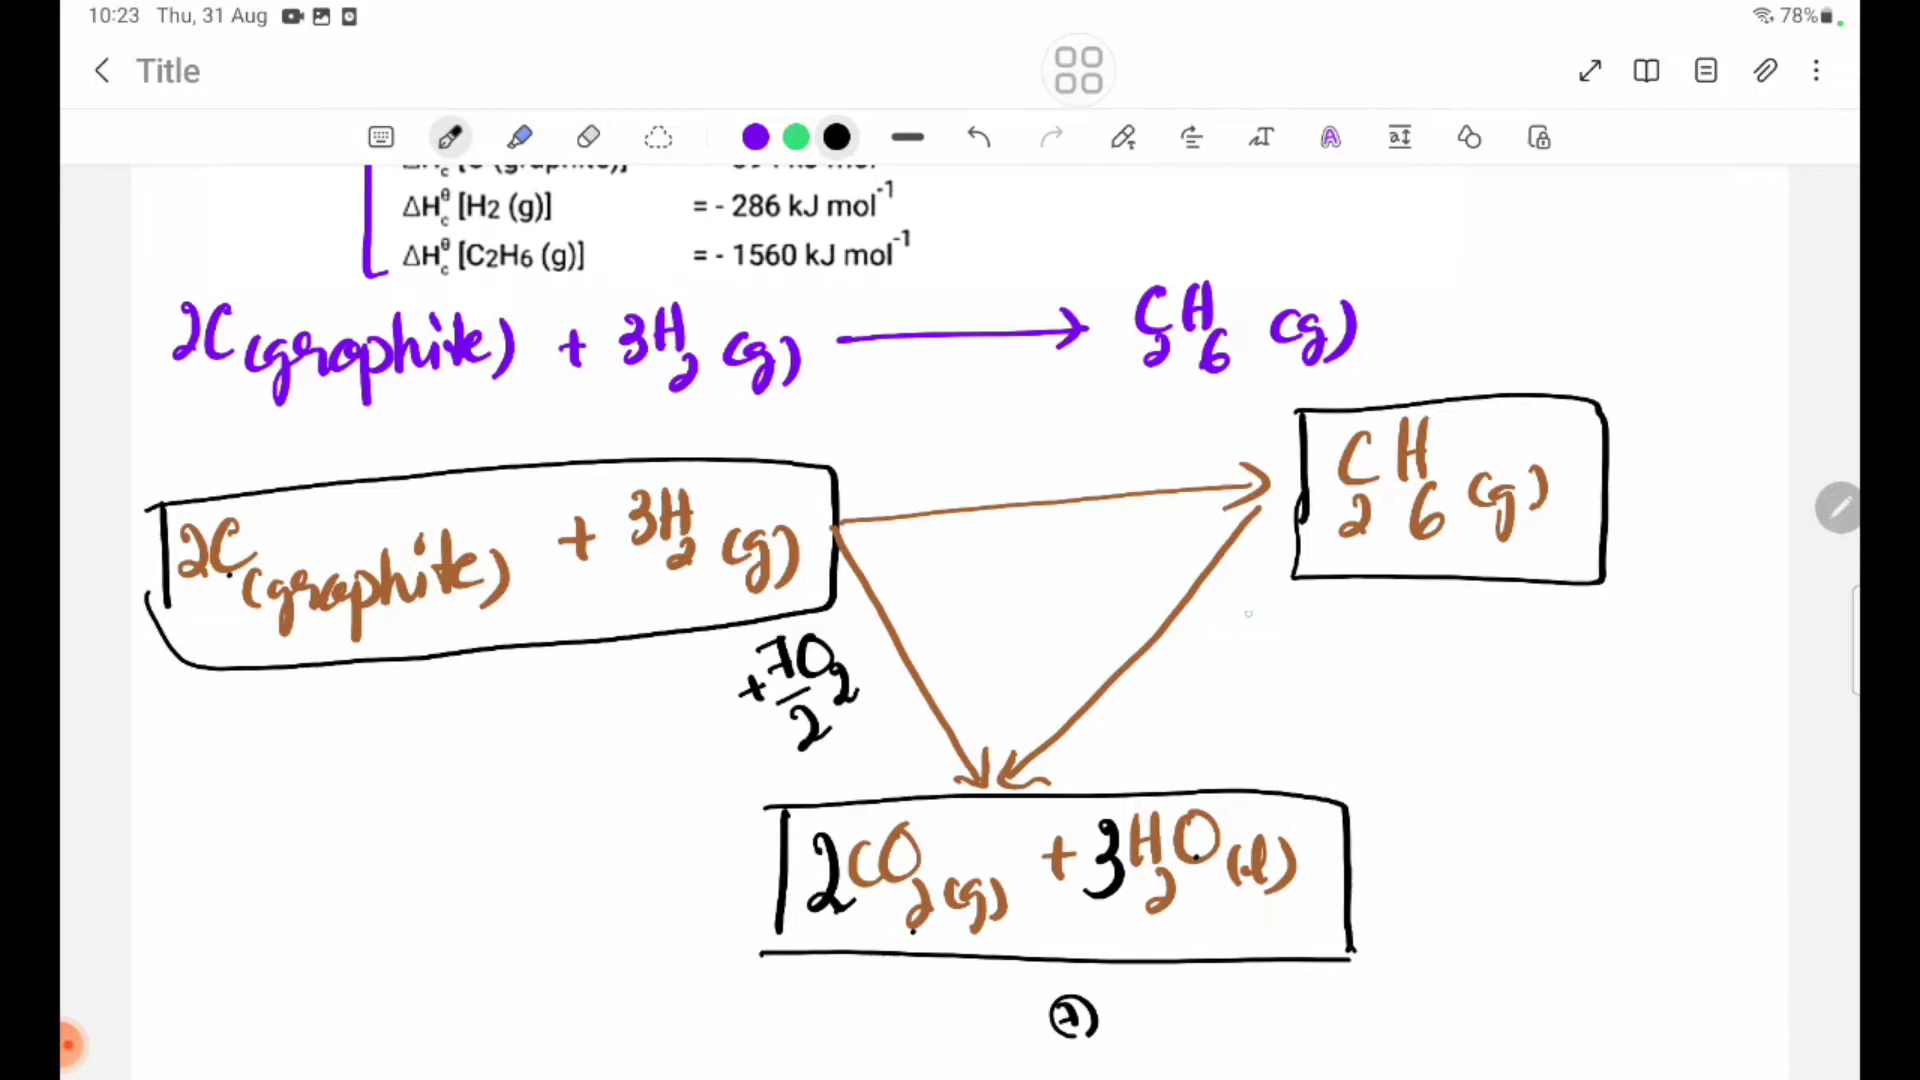 10:23 Thu, 31 Aug
78%
Title
ΔH꜀ᶿ [H2 (g)] = - 286 kJ mol⁻¹
ΔH꜀ᶿ [C2H6 (g)] = - 1560 kJ mol⁻¹
2C(graphite) + 3H₂ (g) ⟶ C₂H₆ (g)
C₂H₆ (g)
2C(graphite) + 3H₂ (g)
+ 7/2 O₂
2CO₂(g) + 3H₂O(l)
7